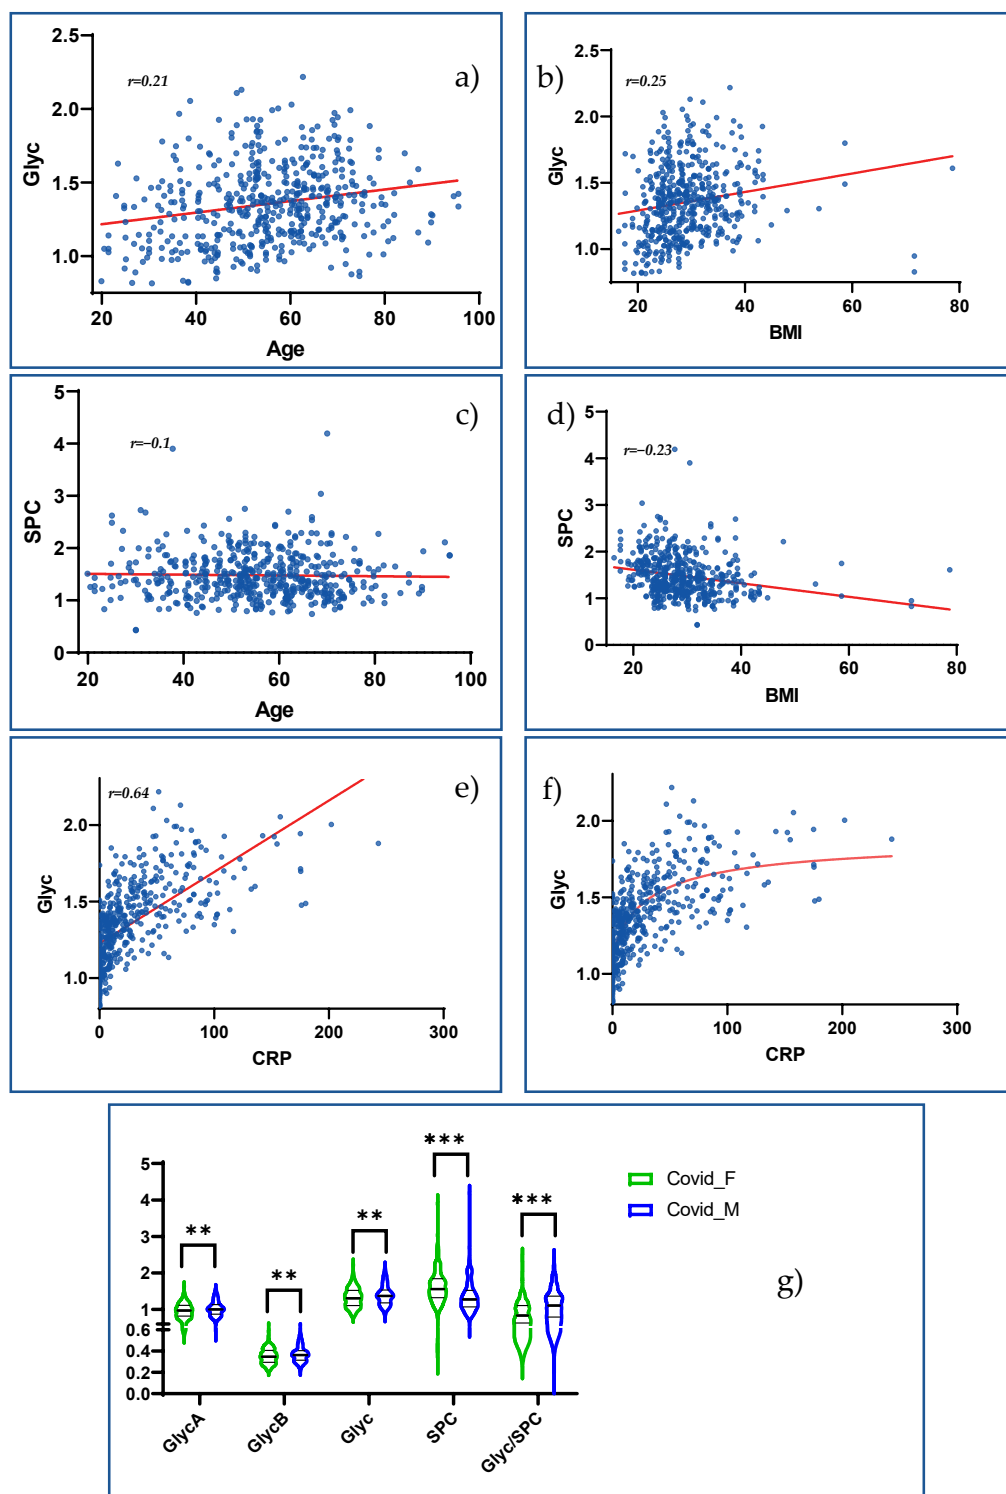 2.5
2.0
1.5
1.0
Glyc
r=0.21
a)
20 40 60 80 100
Age
2.5
2.0
1.5
1.0
Glyc
r=0.25
b)
20 40 60 80
BMI
5
4
3
2
1
0
SPC
r=−0.1
c)
20 40 60 80 100
Age
5
4
3
2
1
0
SPC
r=−0.23
d)
20 40 60 80
BMI
2.0
1.5
1.0
Glyc
r=0.64
e)
0 100 200 300
CRP
2.0
1.5
1.0
Glyc
f)
0 100 200 300
CRP
5
4
3
2
1
0.6
0.4
0.2
0.0
**
**
**
***
***
Covid_F
Covid_M
g)
GlycA GlycB Glyc SPC Glyc/SPC